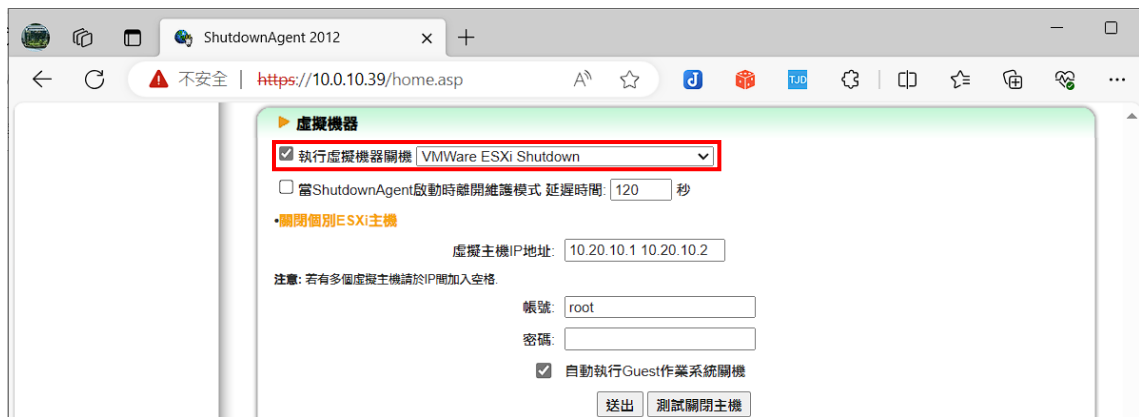 ShutdownAgent 2012
不安全 | https://10.0.10.39/home.asp
虛擬機器
執行虛擬機器關機 VMWare ESXi Shutdown
當ShutdownAgent啟動時離開維護模式 延遲時間: 120 秒
•關閉個別ESXi主機
虛擬主機IP地址: 10.20.10.1 10.20.10.2
注意: 若有多個虛擬主機請於IP間加入空格.
帳號: root
密碼:
自動執行Guest作業系統關機
送出 測試關閉主機